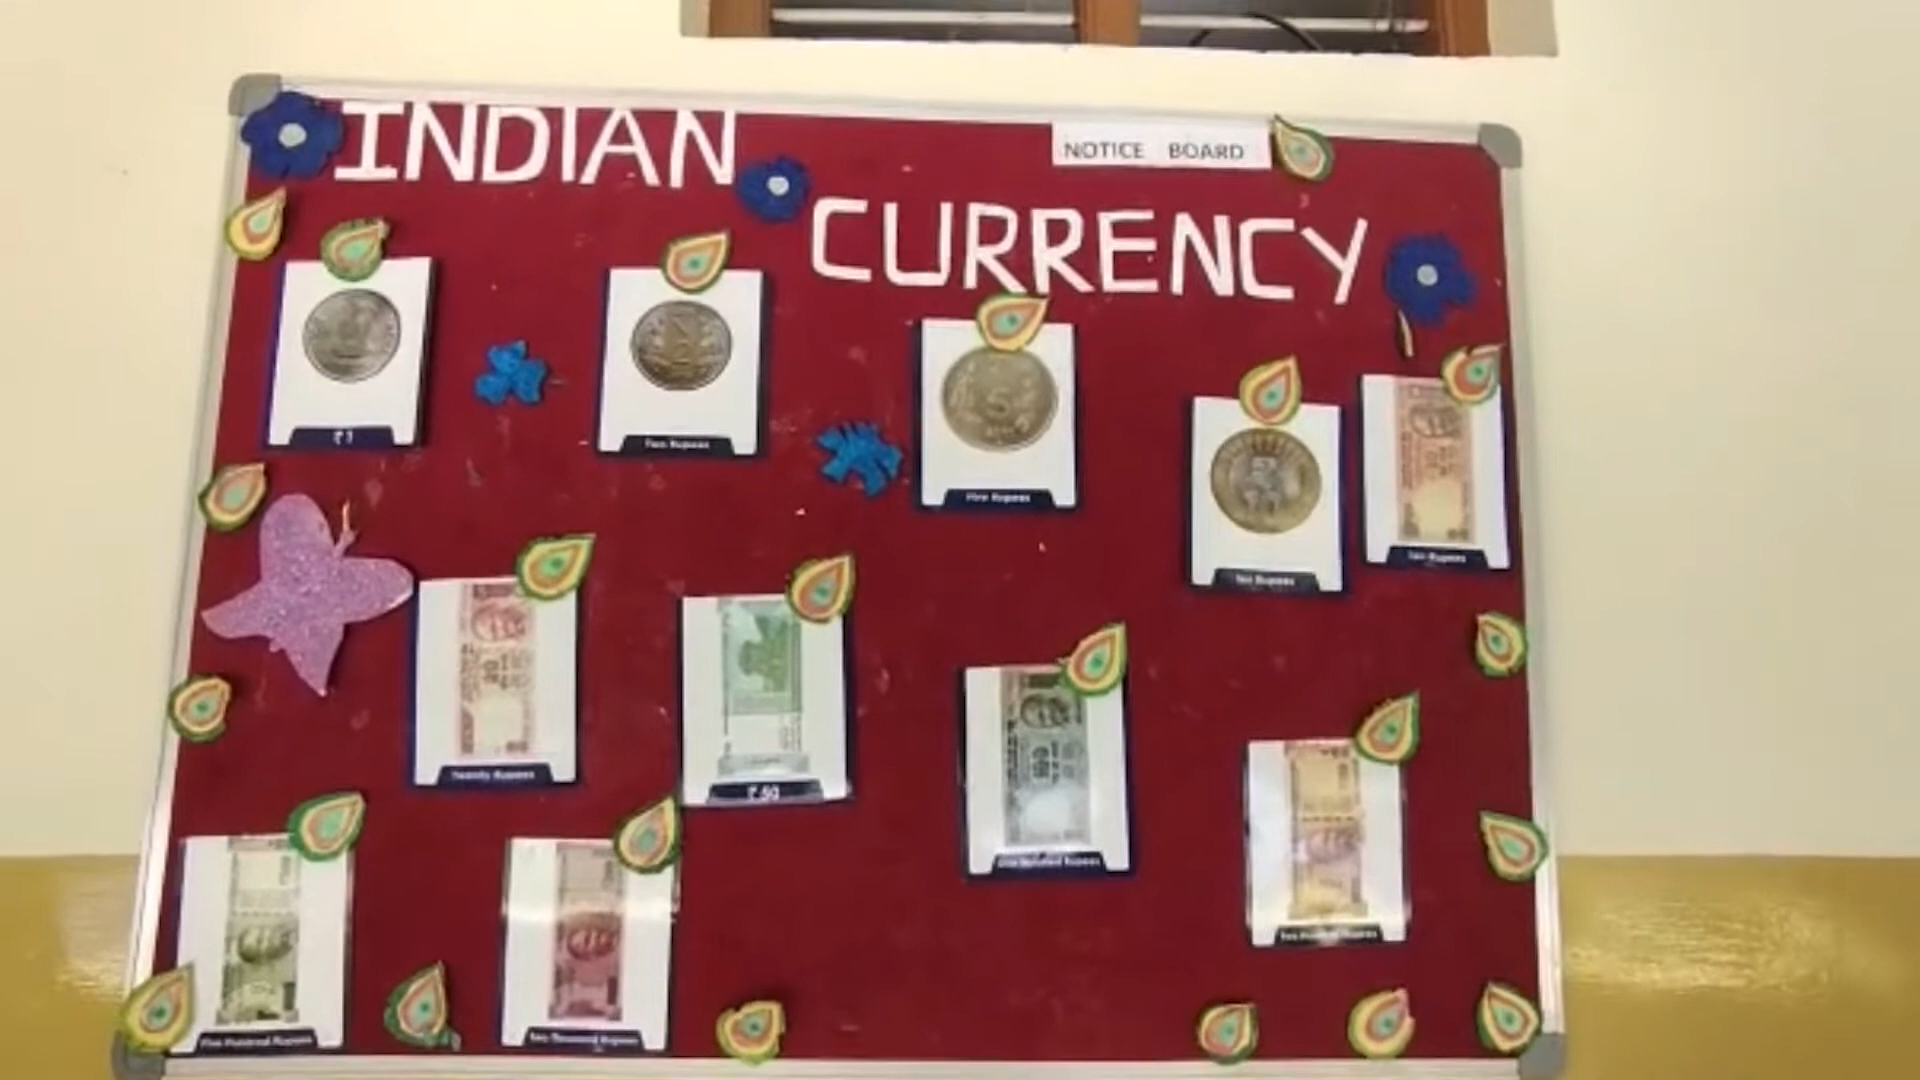 INDIAN
NOTICE BOARD
CURRENCY
₹ 1
Two Rupees
Five Rupees
5
Ten Rupees
Ten Rupees
Twenty Rupees
₹ 50
One Hundred Rupees
Two Hundred Rupees
Five Hundred Rupees
Two Thousand Rupees